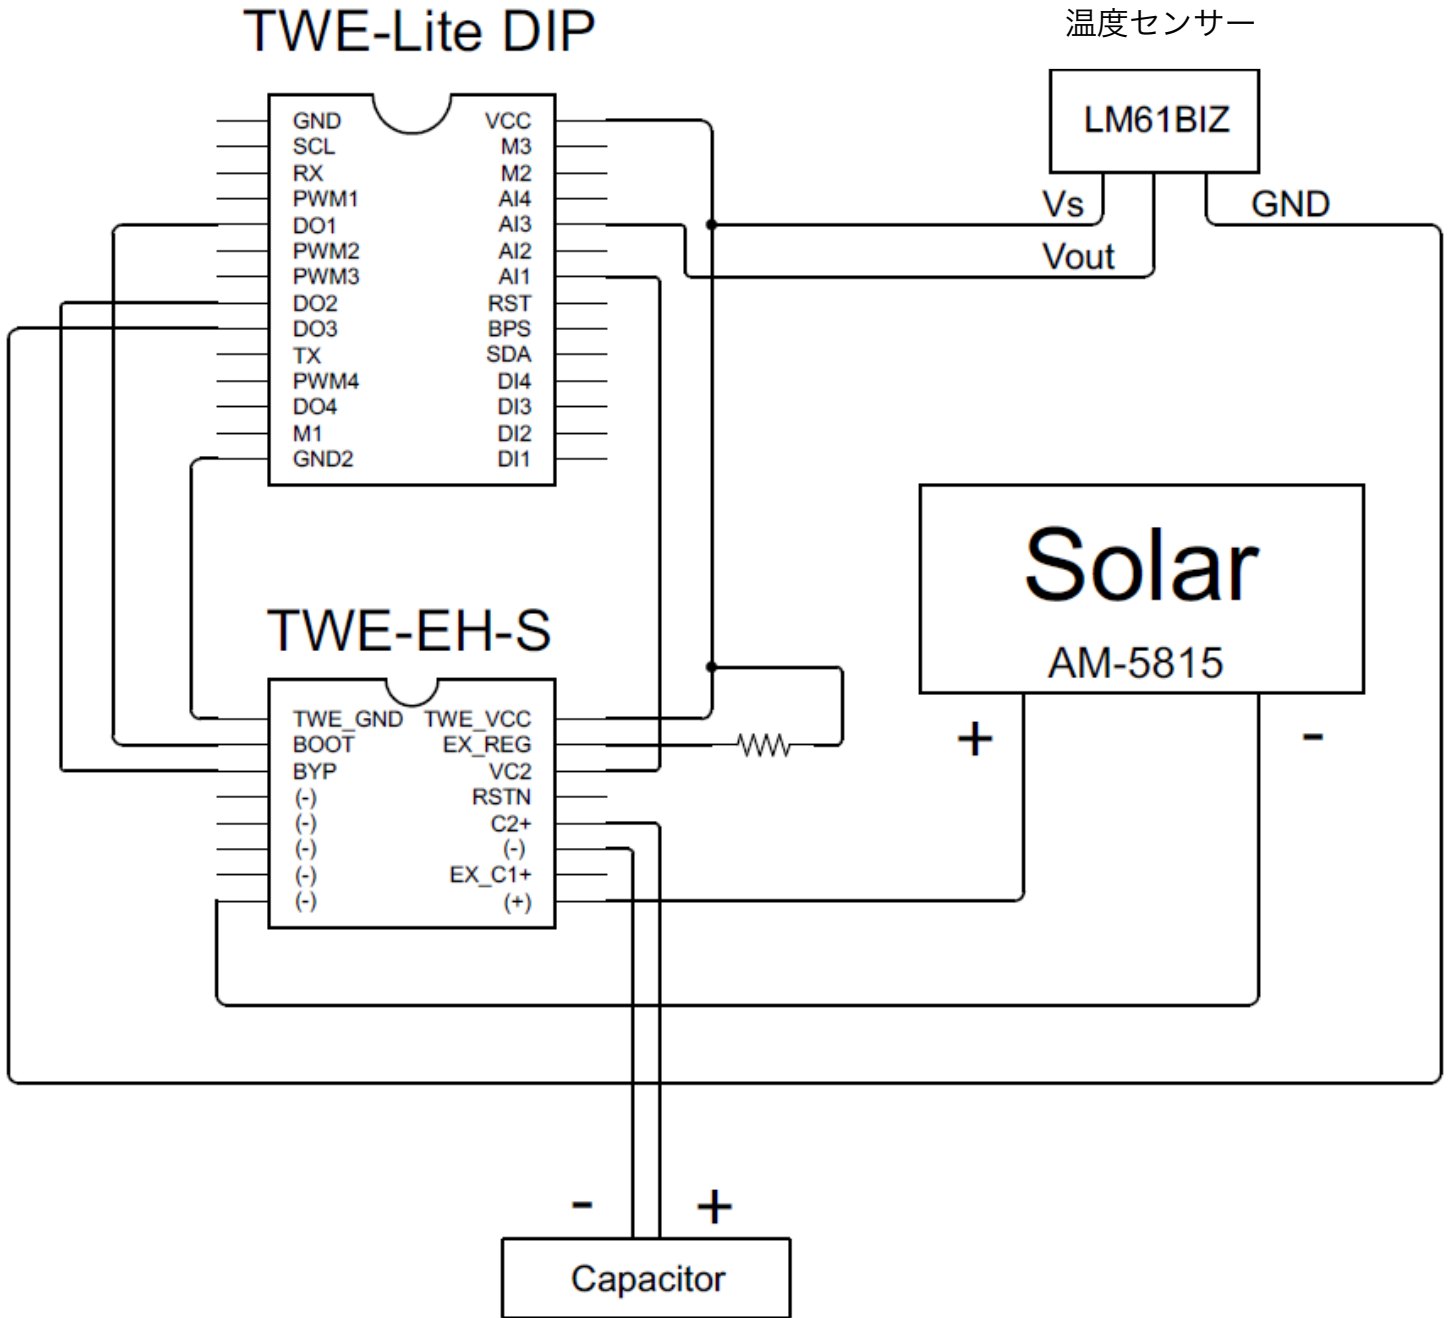 TWE-Lite DIP
温度センサー
LM61BIZ
GND VCC
SCL M3
RX M2
PWM1 AI4
DO1 AI3
PWM2 AI2
PWM3 AI1
DO2 RST
DO3 BPS
TX SDA
PWM4 DI4
DO4 DI3
M1 DI2
GND2 DI1
Vs GND
Vout
Solar
AM-5815
+ -
TWE-EH-S
TWE_GND TWE_VCC
BOOT EX_REG
BYP VC2
(-) RSTN
(-) C2+
(-) (-)
(-) EX_C1+
(-) (+)
- +
Capacitor